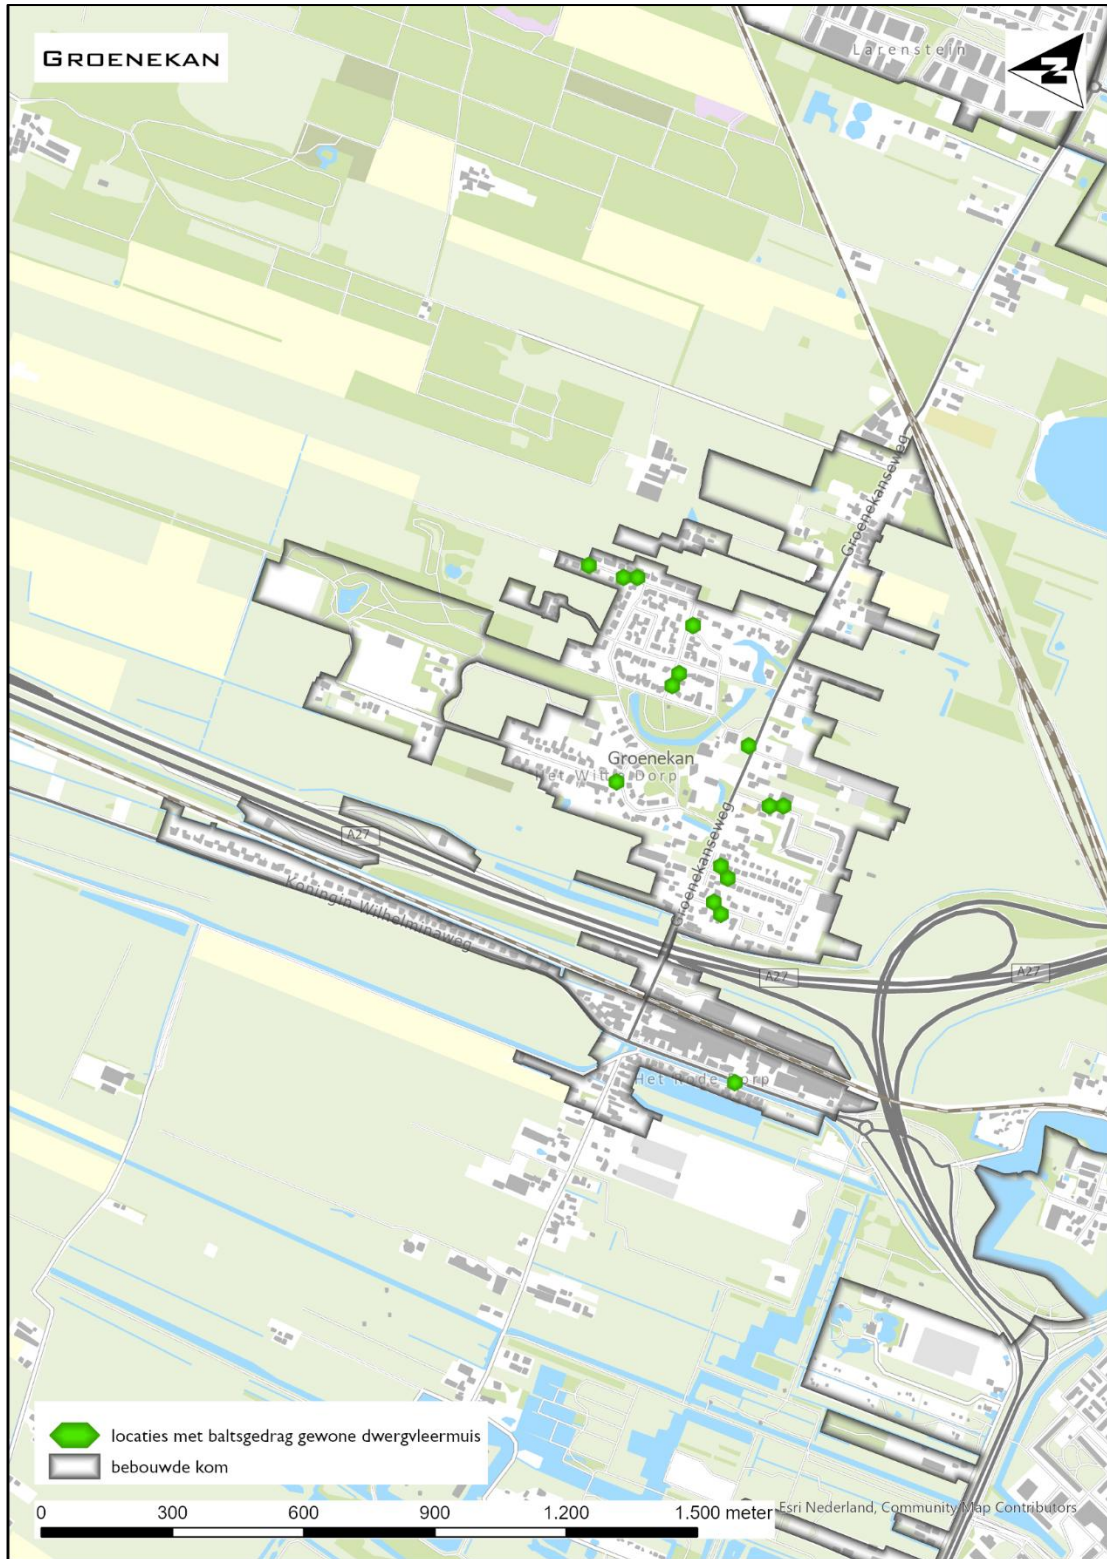 GROENEKAN
Larenstein
N
Groenekanseweg
Groenekan
Het Witte Dorp
A27
Groenekanseweg
Koningin Wilhelminaweg
A27
A27
Het Rode Dorp
locaties met baltsgedrag gewone dwergvleermuis
bebouwde kom
0 300 600 900 1.200 1.500 meter
Esri Nederland, Community Map Contributors